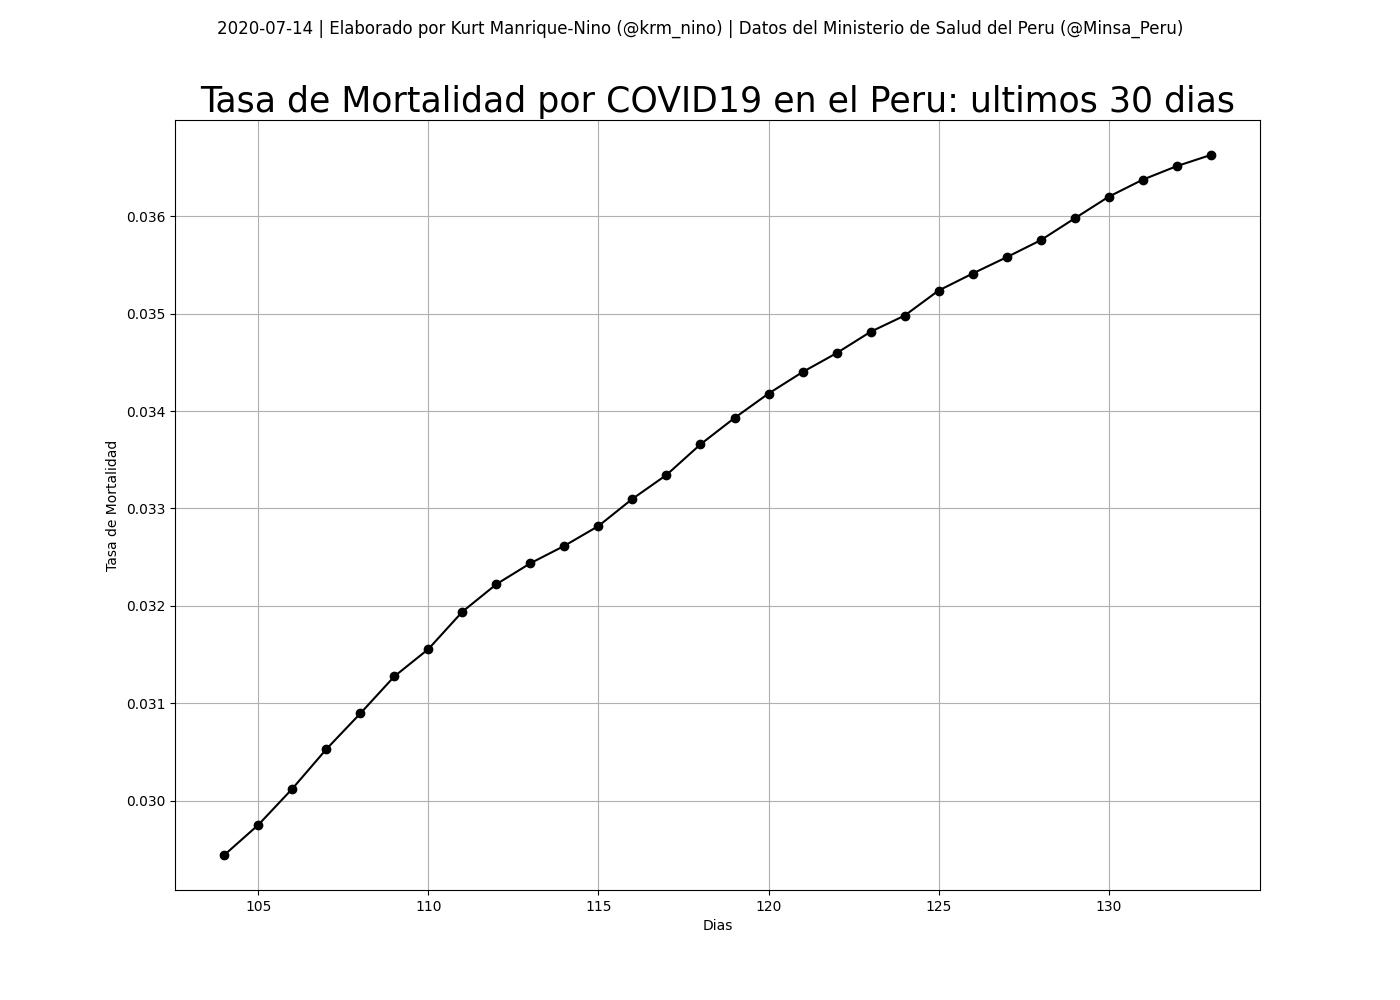 2020-07-14 | Elaborado por Kurt Manrique-Nino (@krm_nino) | Datos del Ministerio de Salud del Peru (@Minsa_Peru)
Tasa de Mortalidad por COVID19 en el Peru: ultimos 30 dias
0.036
0.035
0.034
0.033
0.032
0.031
0.030
Tasa de Mortalidad
105 110 115 120 125 130
Dias